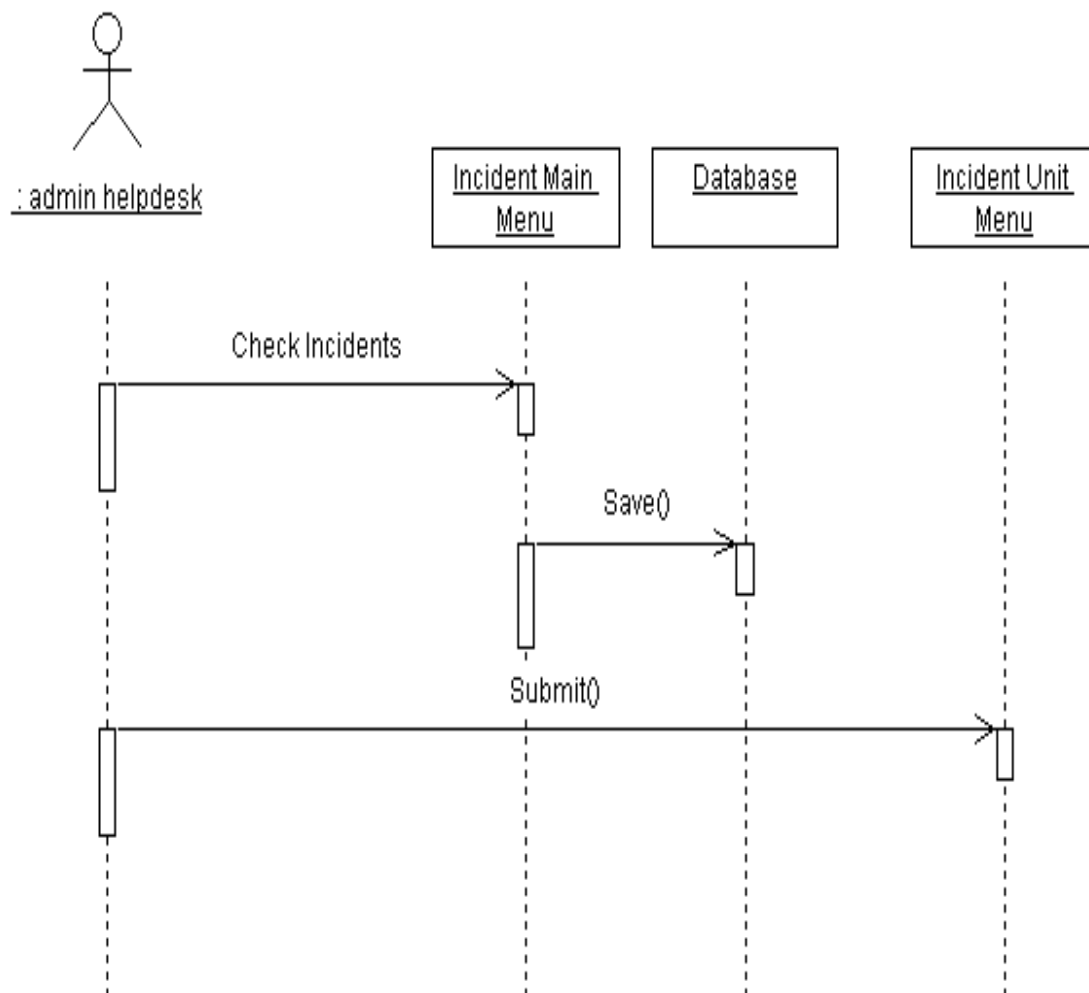 : admin helpdesk
Incident Main
Menu
Database
Incident Unit
Menu
Check Incidents
Save()
Submit()